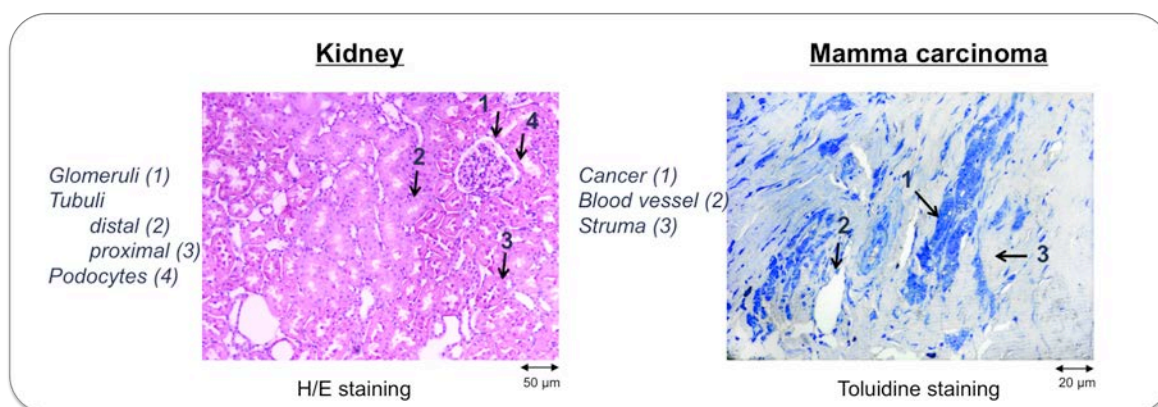 Kidney
Glomeruli (1)
Tubuli
distal (2)
proximal (3)
Podocytes (4)
1
4
2
3
50 µm
H/E staining
Mamma carcinoma
Cancer (1)
Blood vessel (2)
Struma (3)
1
2
3
20 µm
Toluidine staining